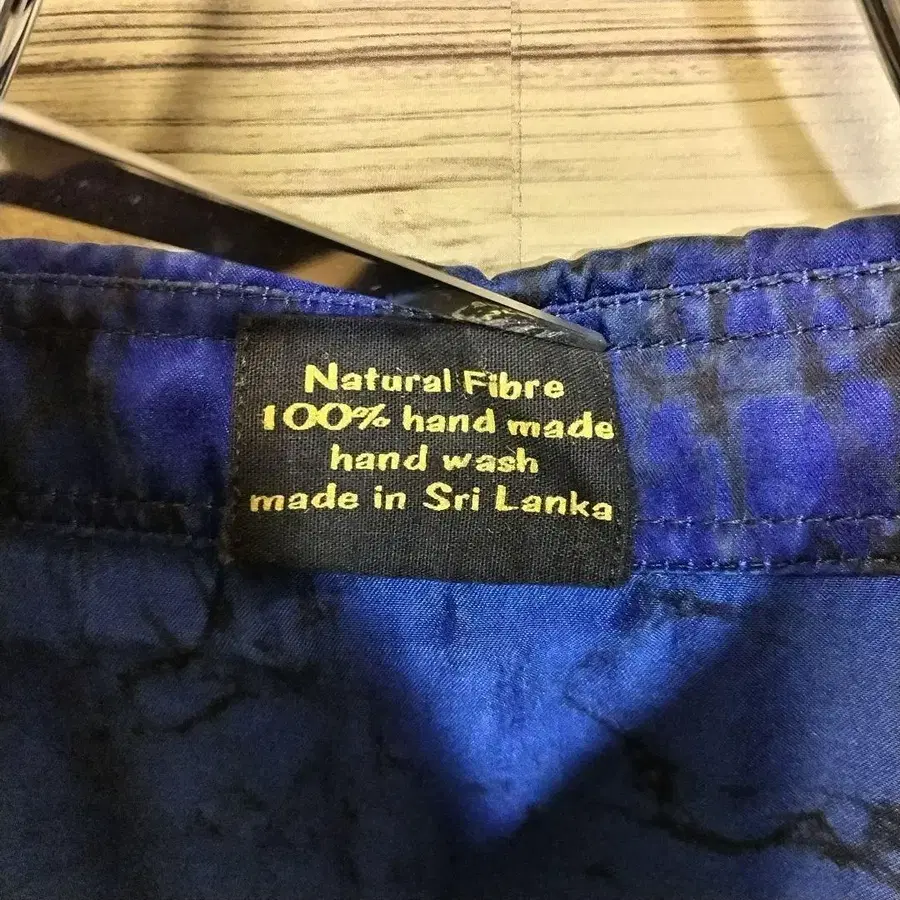 Natural Fibre
100% hand made
hand wash
made in Sri Lanka